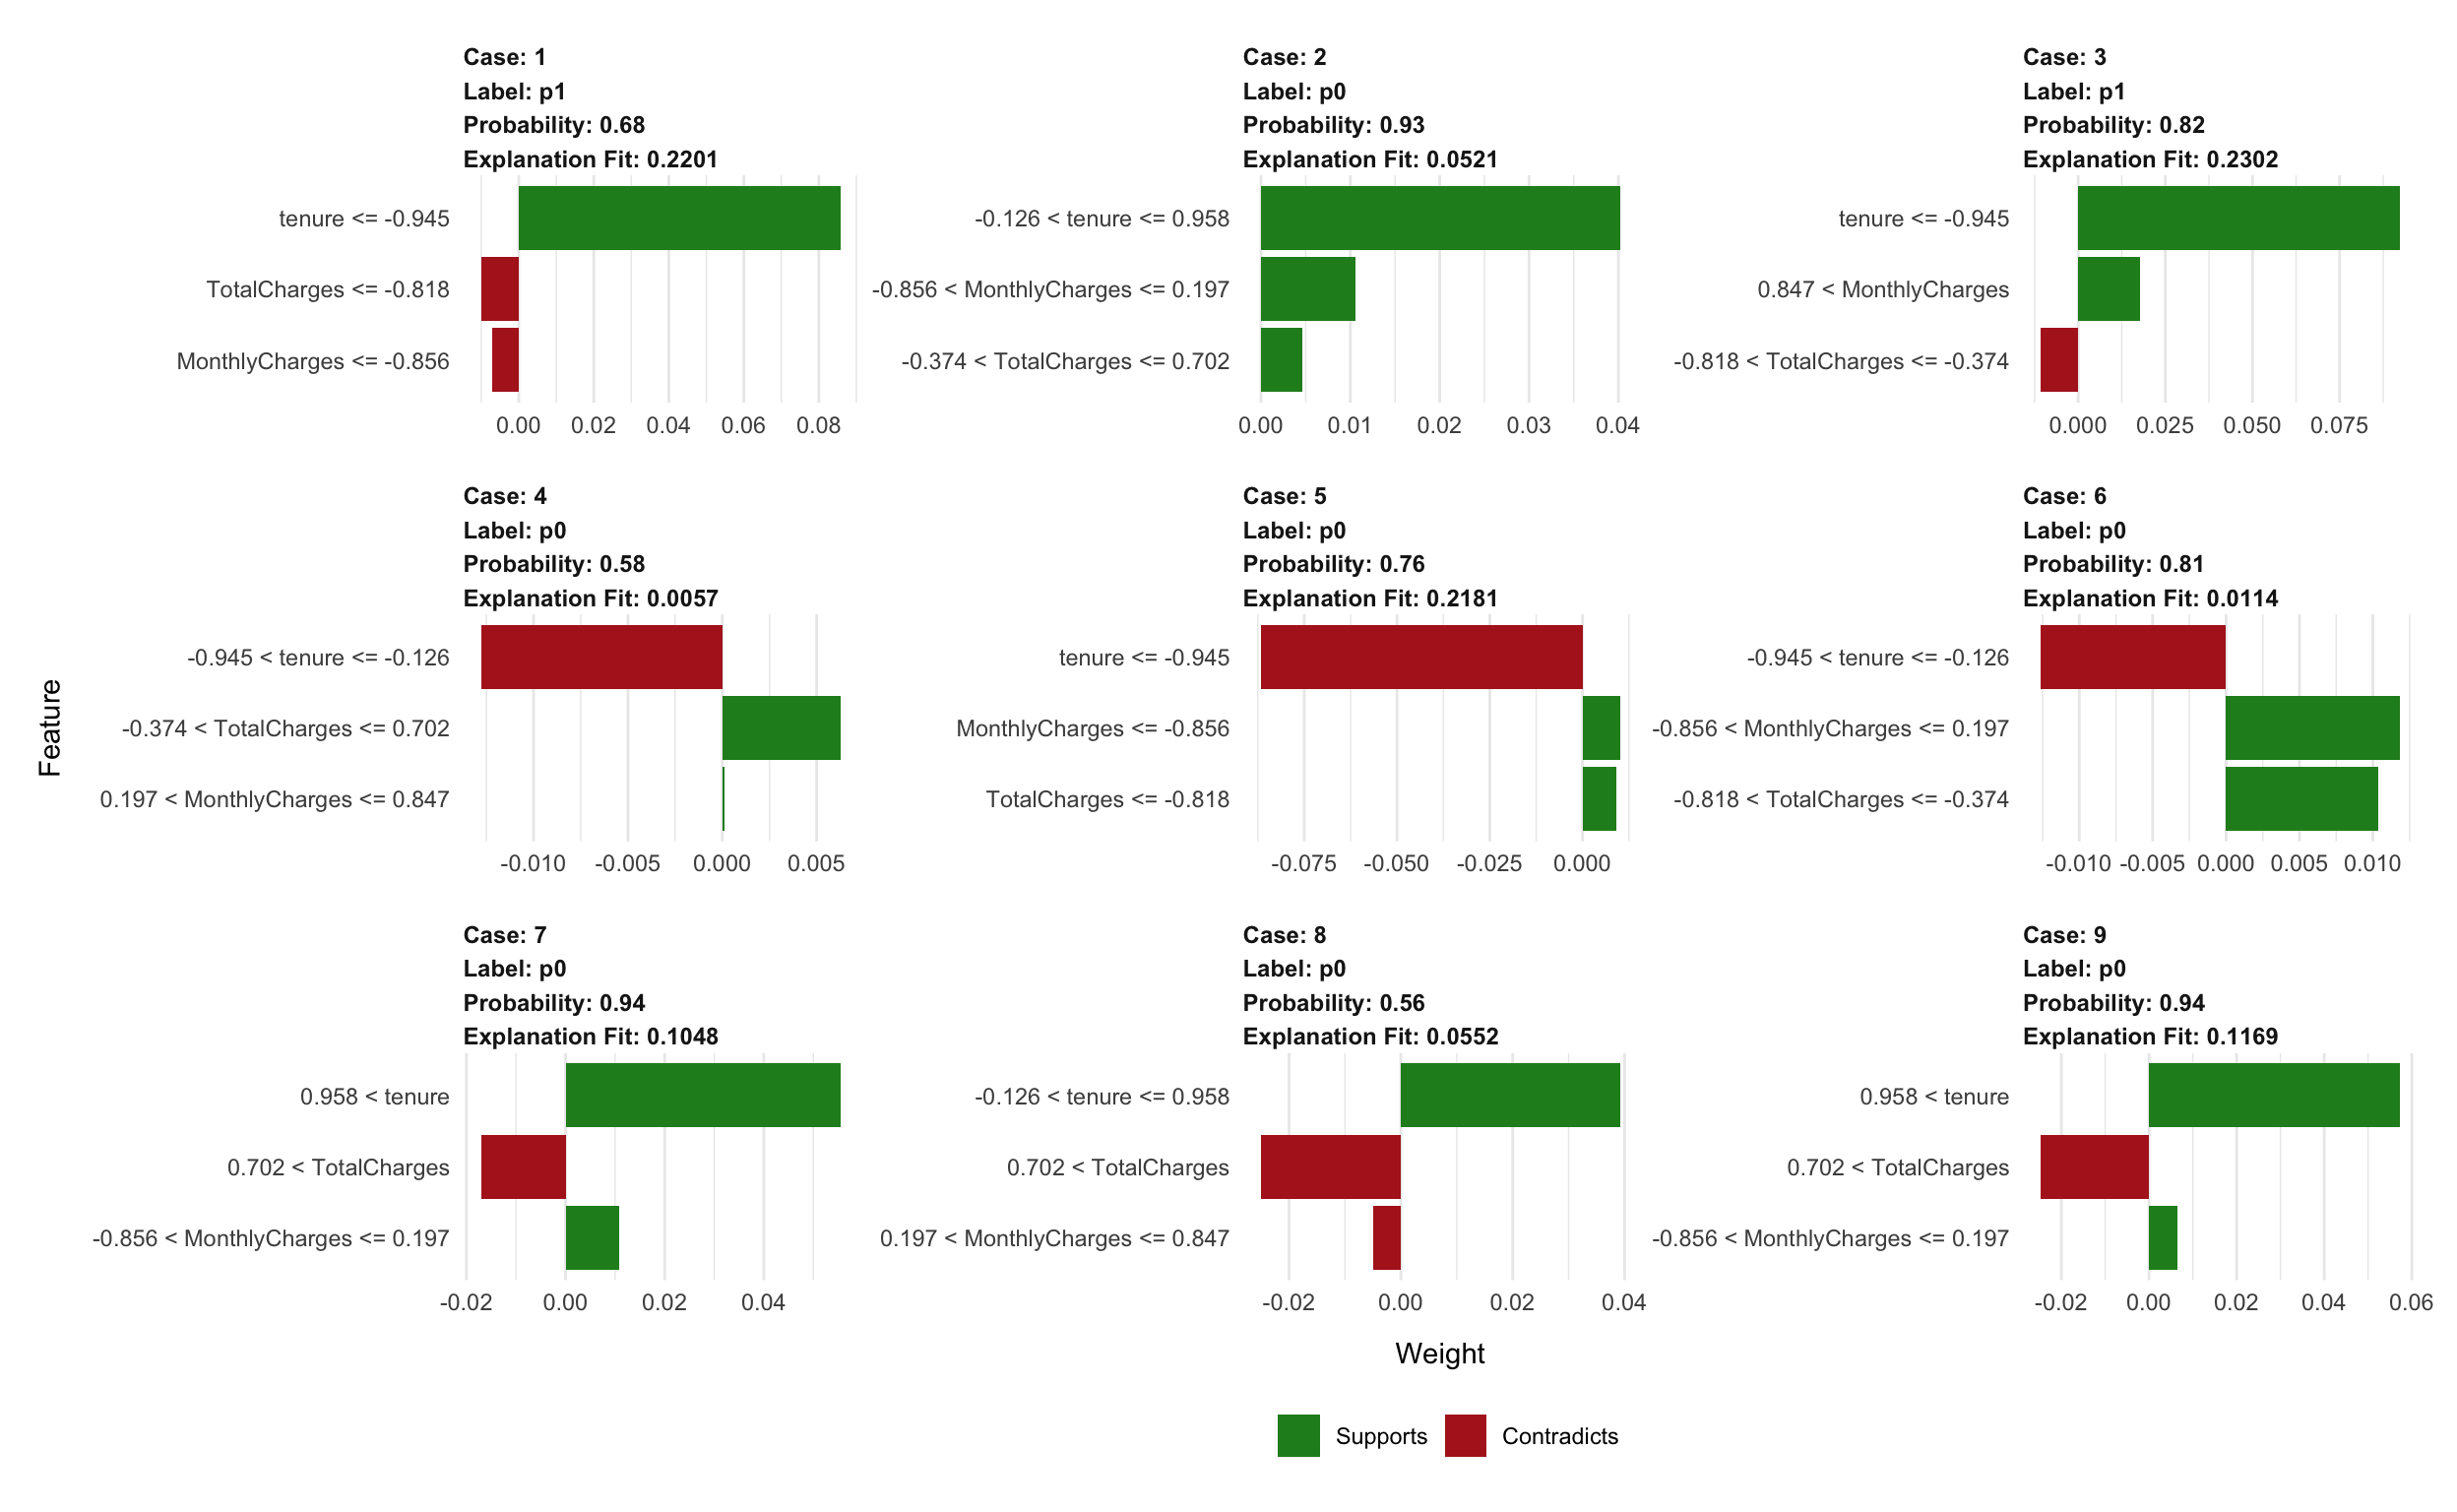 Case: 1
Label: p1
Probability: 0.68
Explanation Fit: 0.2201
tenure <= -0.945
TotalCharges <= -0.818
MonthlyCharges <= -0.856
0.00 0.02 0.04 0.06 0.08
Case: 2
Label: p0
Probability: 0.93
Explanation Fit: 0.0521
-0.126 < tenure <= 0.958
-0.856 < MonthlyCharges <= 0.197
-0.374 < TotalCharges <= 0.702
0.00 0.01 0.02 0.03 0.04
Case: 3
Label: p1
Probability: 0.82
Explanation Fit: 0.2302
tenure <= -0.945
0.847 < MonthlyCharges
-0.818 < TotalCharges <= -0.374
0.000 0.025 0.050 0.075
Feature
Case: 4
Label: p0
Probability: 0.58
Explanation Fit: 0.0057
-0.945 < tenure <= -0.126
-0.374 < TotalCharges <= 0.702
0.197 < MonthlyCharges <= 0.847
-0.010 -0.005 0.000 0.005
Case: 5
Label: p0
Probability: 0.76
Explanation Fit: 0.2181
tenure <= -0.945
MonthlyCharges <= -0.856
TotalCharges <= -0.818
-0.075 -0.050 -0.025 0.000
Case: 6
Label: p0
Probability: 0.81
Explanation Fit: 0.0114
-0.945 < tenure <= -0.126
-0.856 < MonthlyCharges <= 0.197
-0.818 < TotalCharges <= -0.374
-0.010 -0.005 0.000 0.005 0.010
Case: 7
Label: p0
Probability: 0.94
Explanation Fit: 0.1048
0.958 < tenure
0.702 < TotalCharges
-0.856 < MonthlyCharges <= 0.197
-0.02 0.00 0.02 0.04
Case: 8
Label: p0
Probability: 0.56
Explanation Fit: 0.0552
-0.126 < tenure <= 0.958
0.702 < TotalCharges
0.197 < MonthlyCharges <= 0.847
-0.02 0.00 0.02 0.04
Case: 9
Label: p0
Probability: 0.94
Explanation Fit: 0.1169
0.958 < tenure
0.702 < TotalCharges
-0.856 < MonthlyCharges <= 0.197
-0.02 0.00 0.02 0.04 0.06
Weight
Supports Contradicts